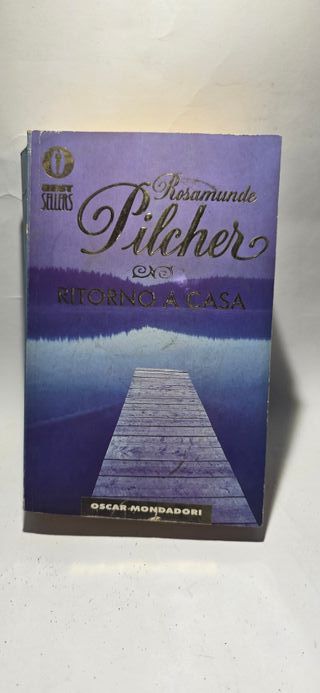 BEST
SELLERS
Rosamunde
Pilcher
RITORNO A CASA
OSCAR MONDADORI